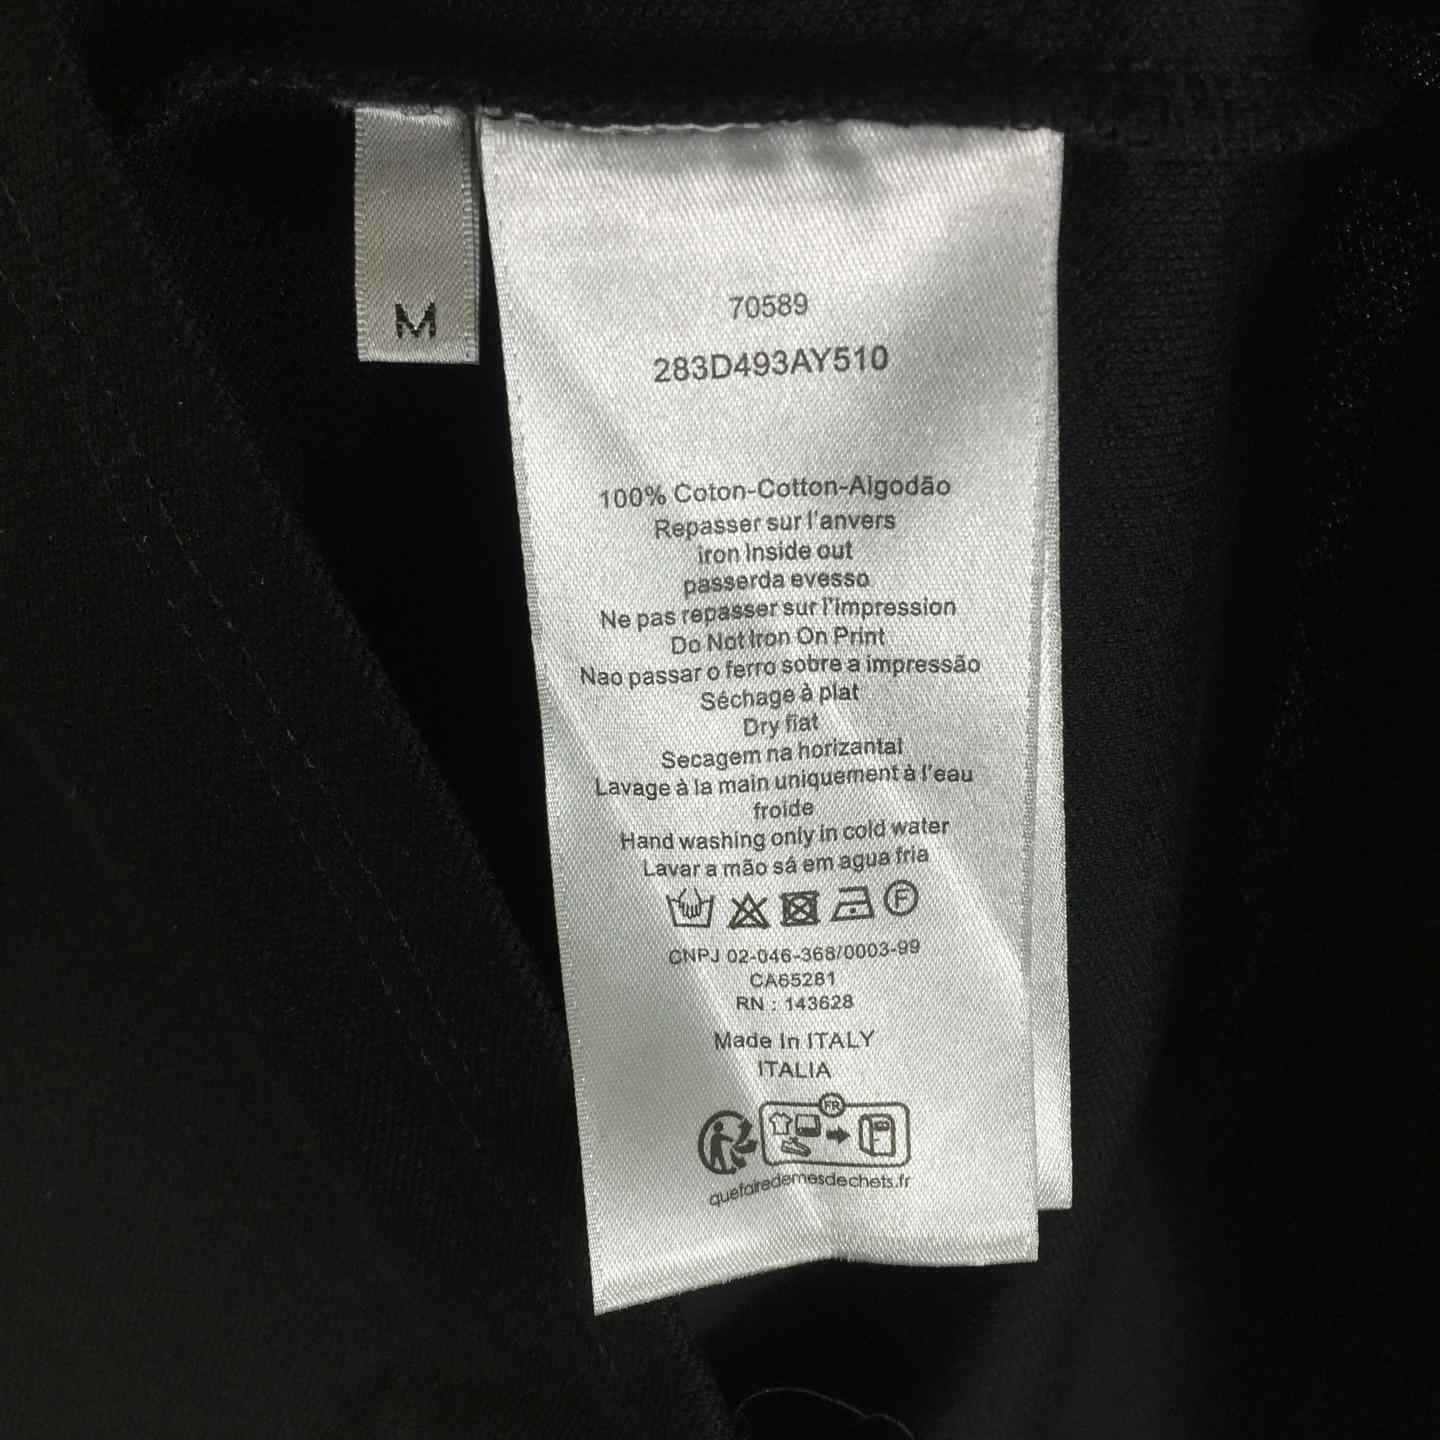 M
70589
283D493AY510
100% Coton-Cotton-Algodão
Repasser sur l'anvers
iron Inside out
passerda evesso
Ne pas repasser sur l'impression
Do Not Iron On Print
Nao passar o ferro sobre a impressão
Séchage à plat
Dry fiat
Secagem na horizantal
Lavage à la main uniquement à l'eau
froide
Hand washing only in cold water
Lavar a mão sá em agua fria
F
CNPJ 02-046-368/0003-99
CA65281
RN : 143628
Made In ITALY
ITALIA
FR
quefairedemesdechets.fr